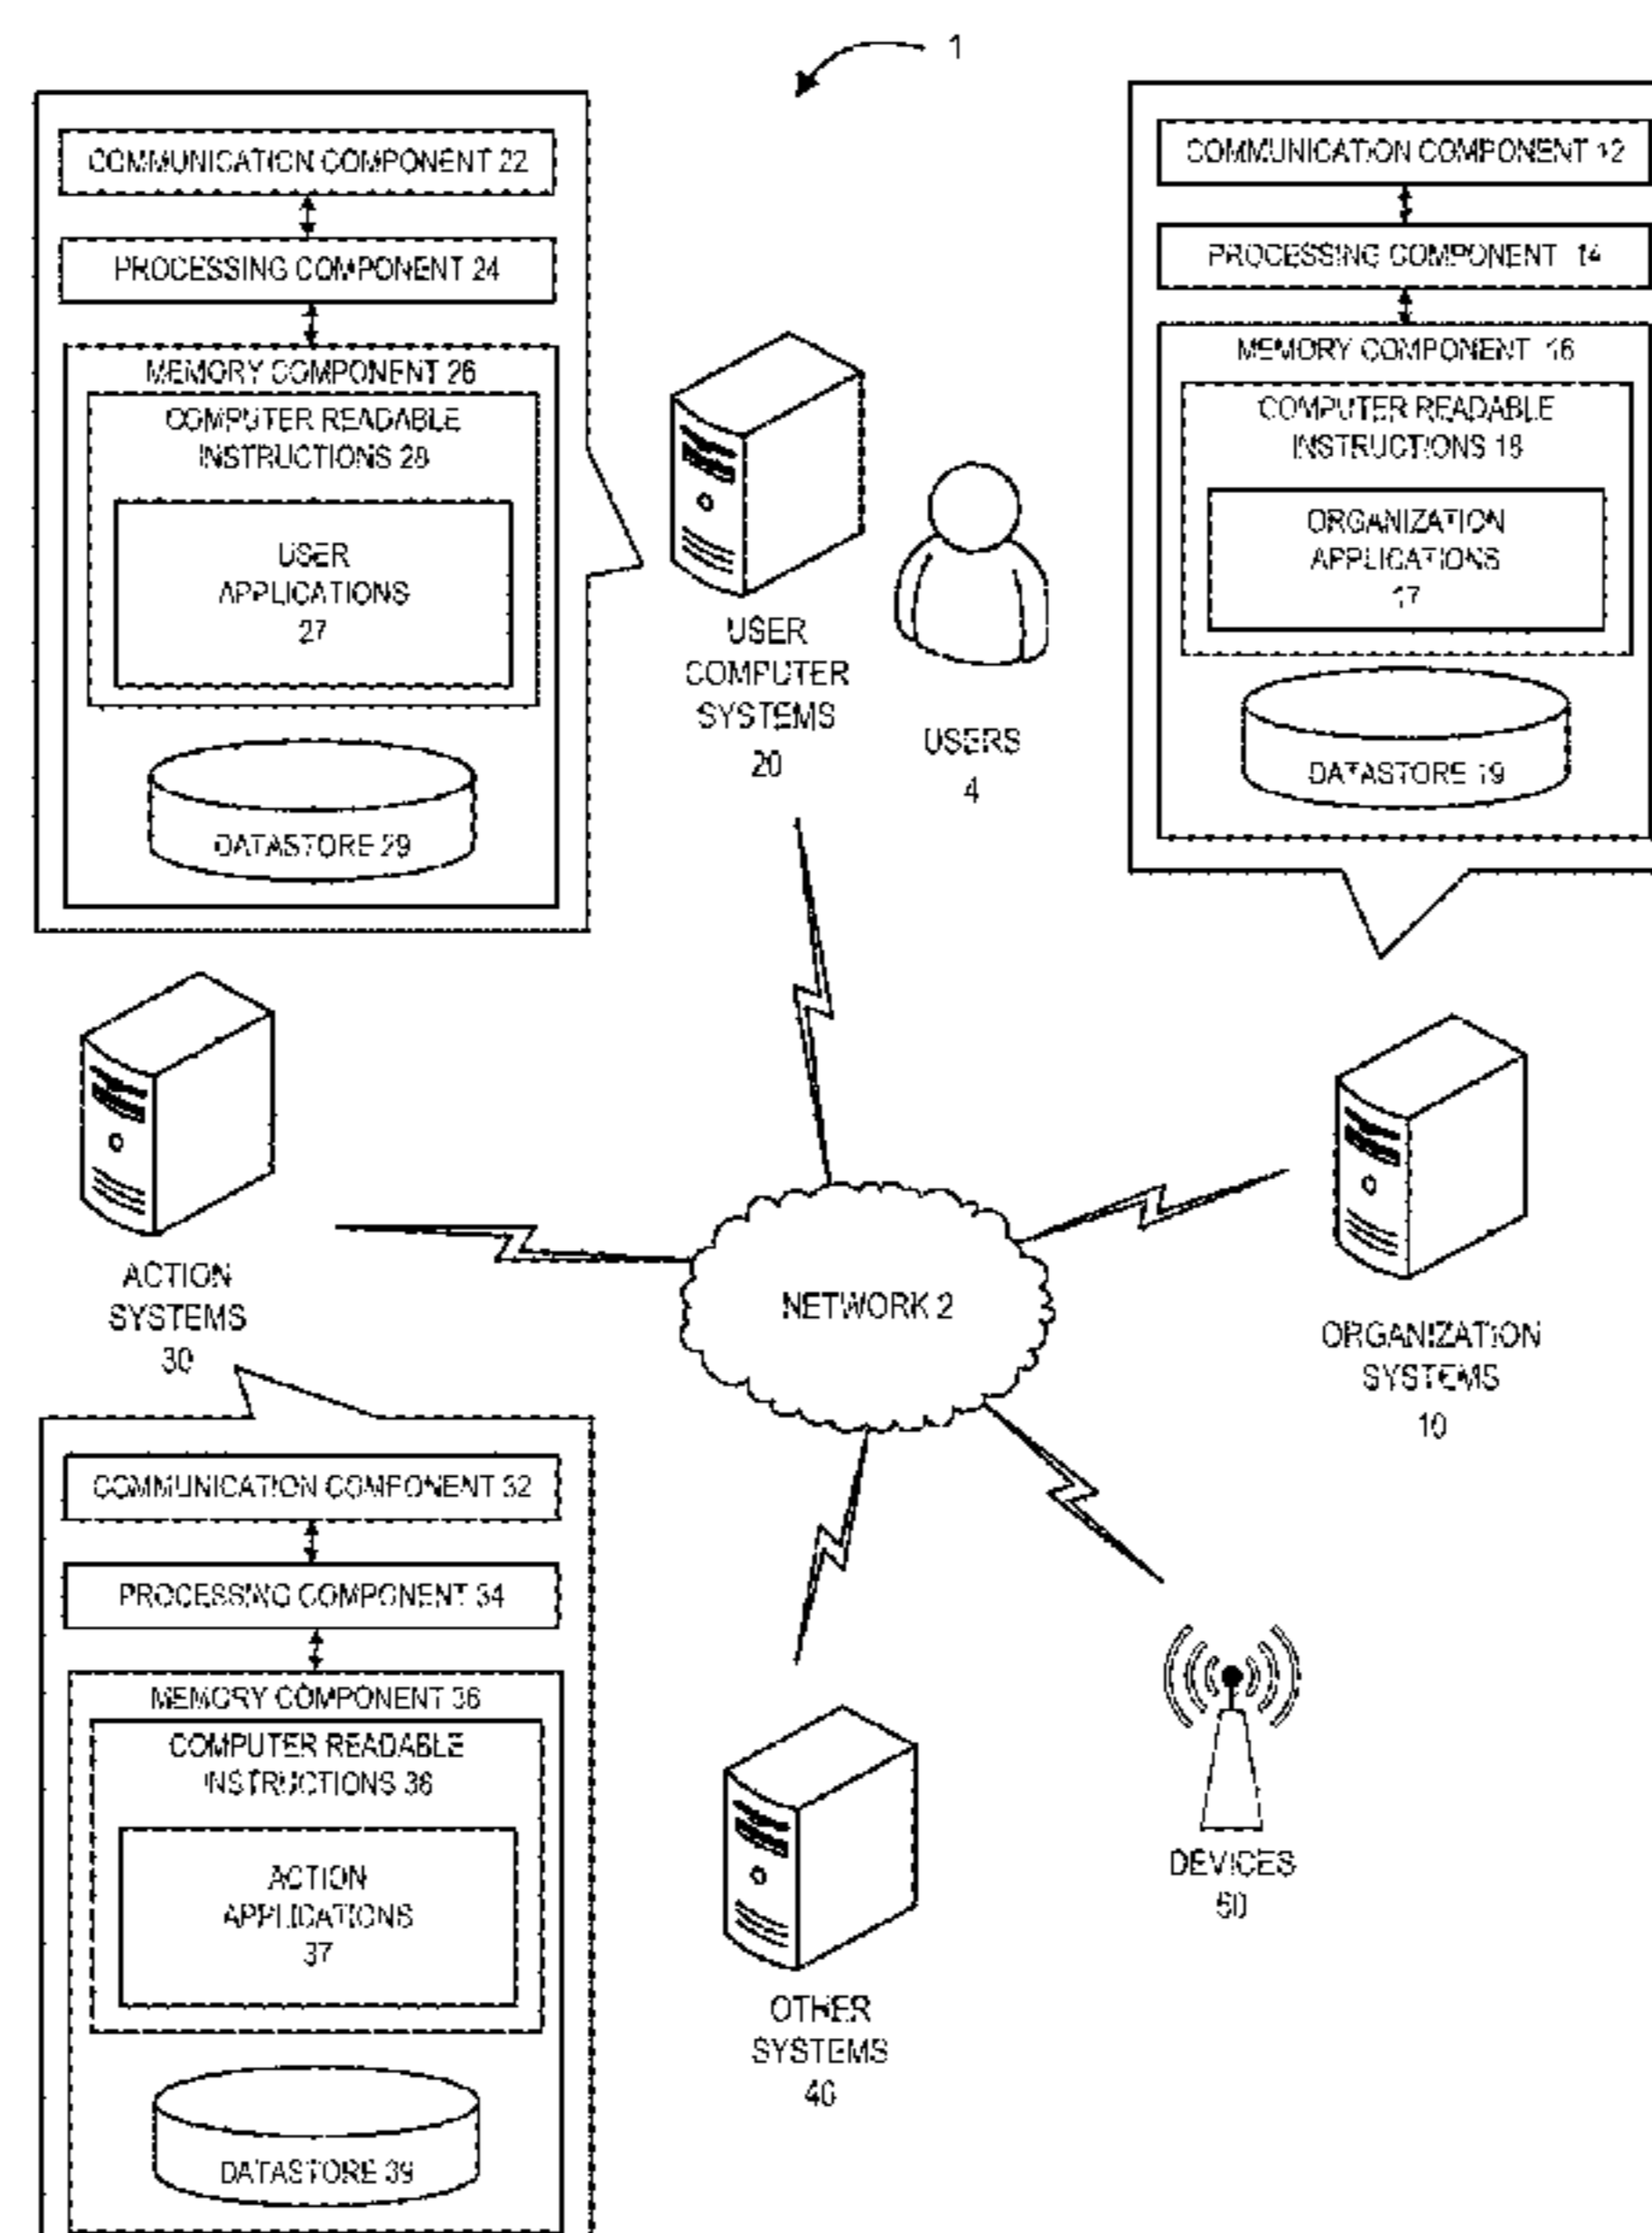 1
COMMUNICATION COMPONENT 22
PROCESSING COMPONENT 24
MEMORY COMPONENT 26
COMPUTER READABLE
INSTRUCTIONS 28
USER
APPLICATIONS
27
DATASTORE 29
USER
COMPUTER
SYSTEMS
20
USERS
4
COMMUNICATION COMPONENT 12
PROCESSING COMPONENT 14
MEMORY COMPONENT 16
COMPUTER READABLE
INSTRUCTIONS 18
ORGANIZATION
APPLICATIONS
17
DATASTORE 19
ACTION
SYSTEMS
30
NETWORK 2
ORGANIZATION
SYSTEMS
10
COMMUNICATION COMPONENT 32
PROCESSING COMPONENT 34
MEMORY COMPONENT 36
COMPUTER READABLE
INSTRUCTIONS
ACTION
APPLICATIONS
37
DATASTORE 39
OTHER
SYSTEMS
40
DEVICES
50